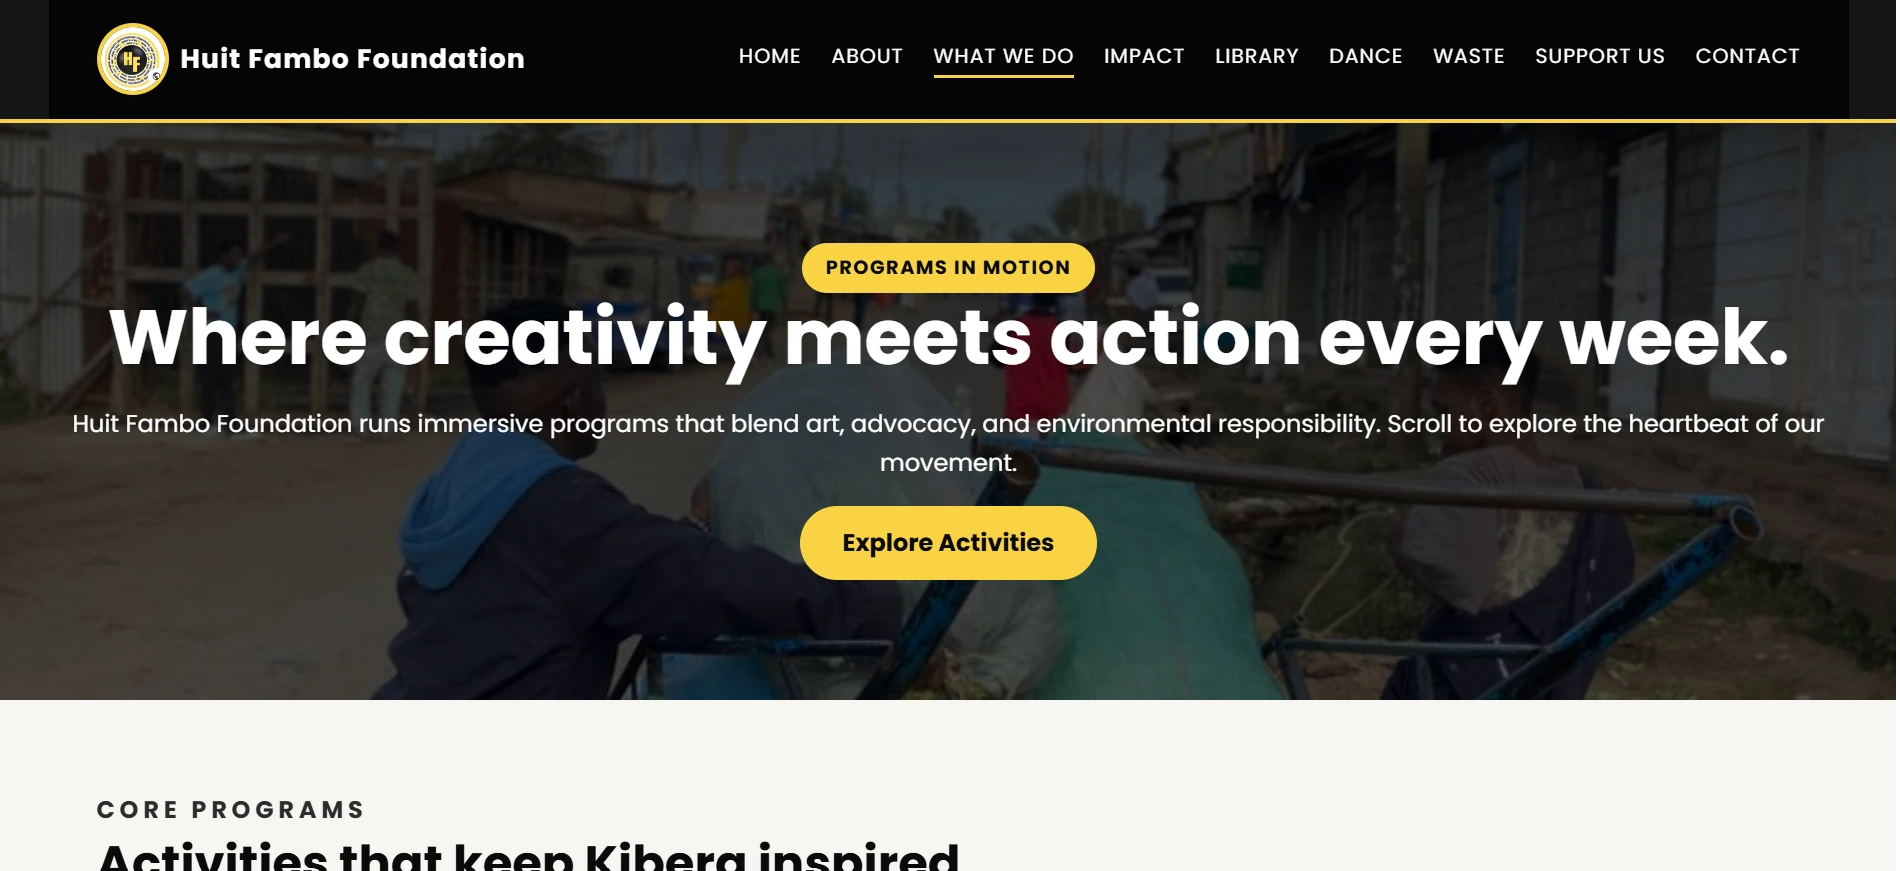 HF
Huit Fambo Foundation
HOME ABOUT WHAT WE DO IMPACT LIBRARY DANCE WASTE SUPPORT US CONTACT
PROGRAMS IN MOTION
Where creativity meets action every week.
Huit Fambo Foundation runs immersive programs that blend art, advocacy, and environmental responsibility. Scroll to explore the heartbeat of our
movement.
Explore Activities
CORE PROGRAMS
Activities that keep Kibera inspired